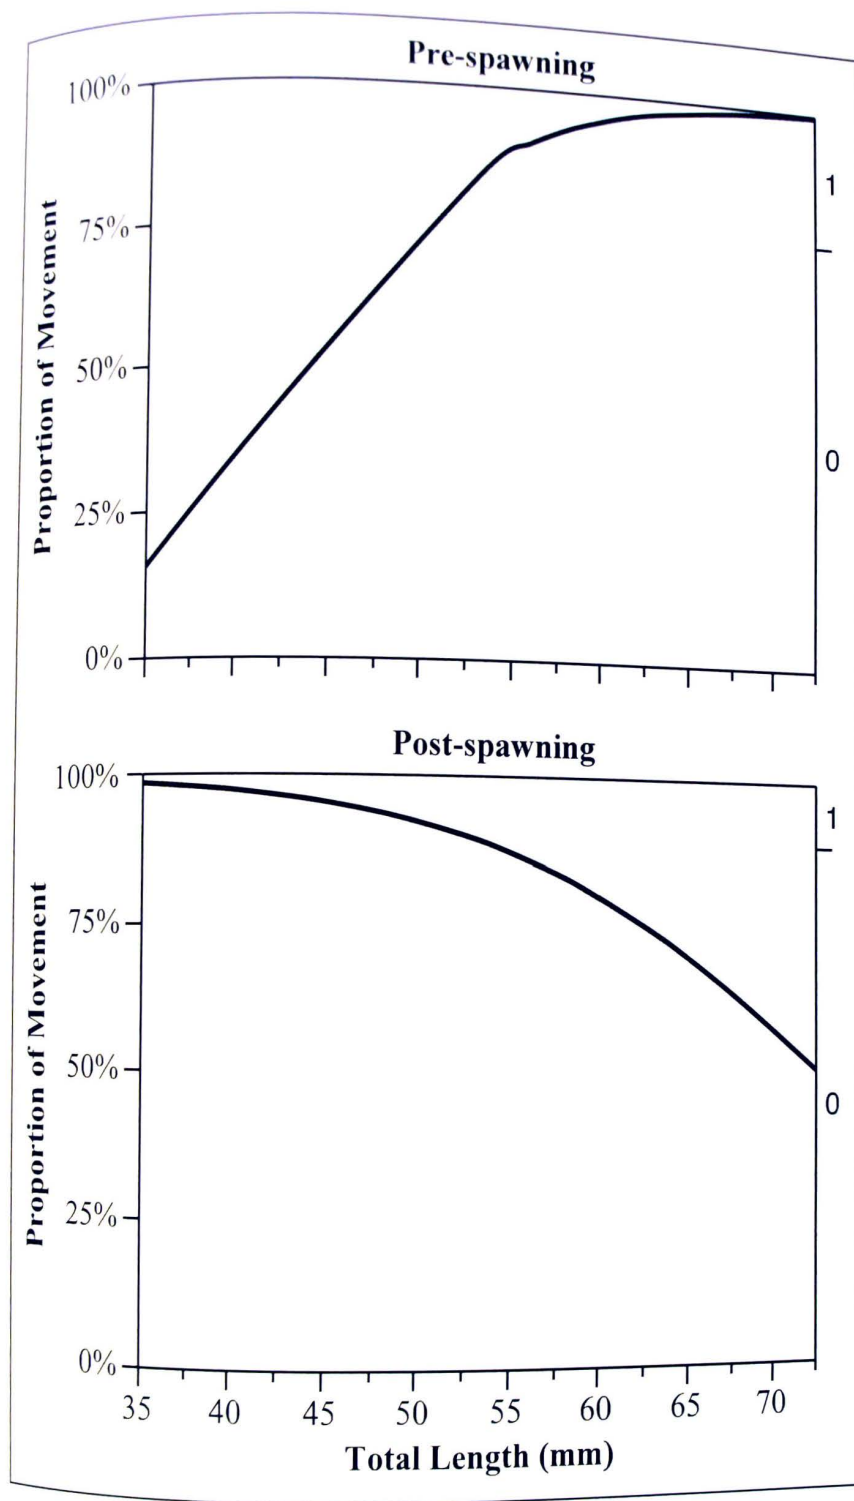 Pre-spawning
100%
75%
50%
25%
0%
Proportion of Movement
1
0
Post-spawning
100%
75%
50%
25%
0%
Proportion of Movement
1
0
35 40 45 50 55 60 65 70
Total Length (mm)